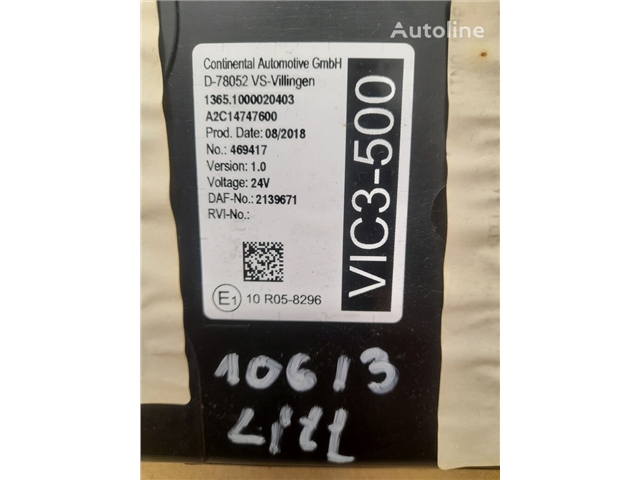 Autoline
Continental Automotive GmbH
D-78052 VS-Villingen
1365.1000020403
A2C14747600
Prod. Date: 08/2018
No.: 469417
Version: 1.0
Voltage: 24V
DAF-No.: 2139671
RVI-No.:
E1 10 R05-8296
VIC3-500
10613